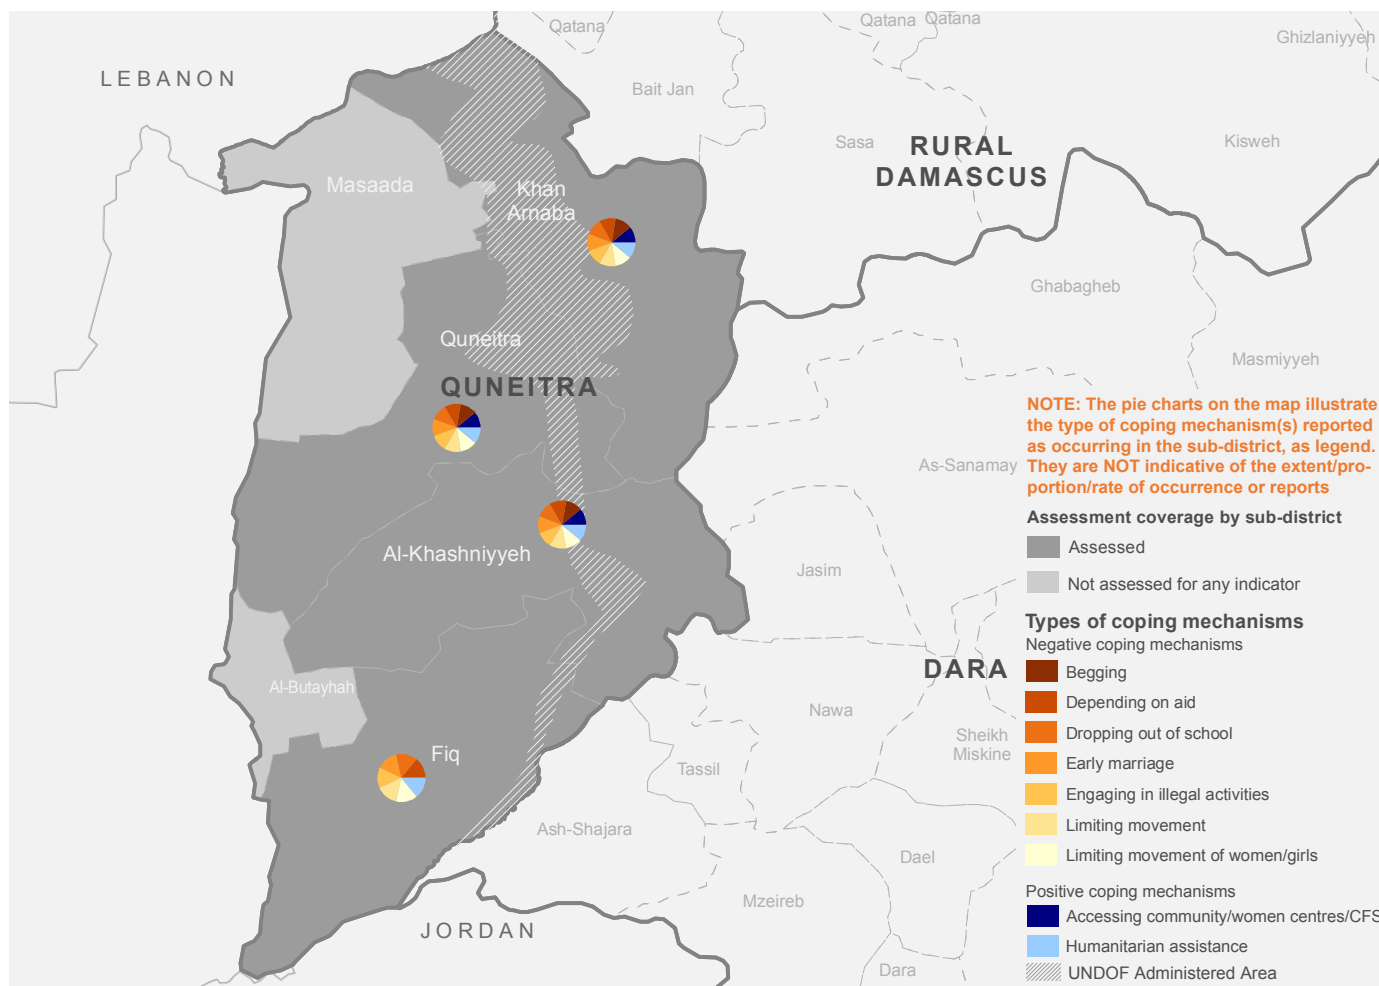 Qatana
Qatana
Qatana
Ghizlaniyyeh
LEBANON
Bait Jan
Sasa
RURAL
DAMASCUS
Kisweh
Masaada
Khan
Arnaba
Ghabagheb
Quneitra
Masmiyyeh
QUNEITRA
NOTE: The pie charts on the map illustrate
the type of coping mechanism(s) reported
as occurring in the sub-district, as legend.
They are NOT indicative of the extent/pro-
portion/rate of occurrence or reports
As-Sanamay
Assessment coverage by sub-district
Assessed
Not assessed for any indicator
Al-Khashniyyeh
Jasim
Types of coping mechanisms
Negative coping mechanisms
Begging
Depending on aid
Dropping out of school
Early marriage
Engaging in illegal activities
Limiting movement
Limiting movement of women/girls
Positive coping mechanisms
Accessing community/women centres/CFS
Humanitarian assistance
UNDOF Administered Area
DARA
Al-Butayhah
Nawa
Sheikh
Miskine
Fiq
Tassil
Ash-Shajara
Dael
Mzeireb
JORDAN
Dara